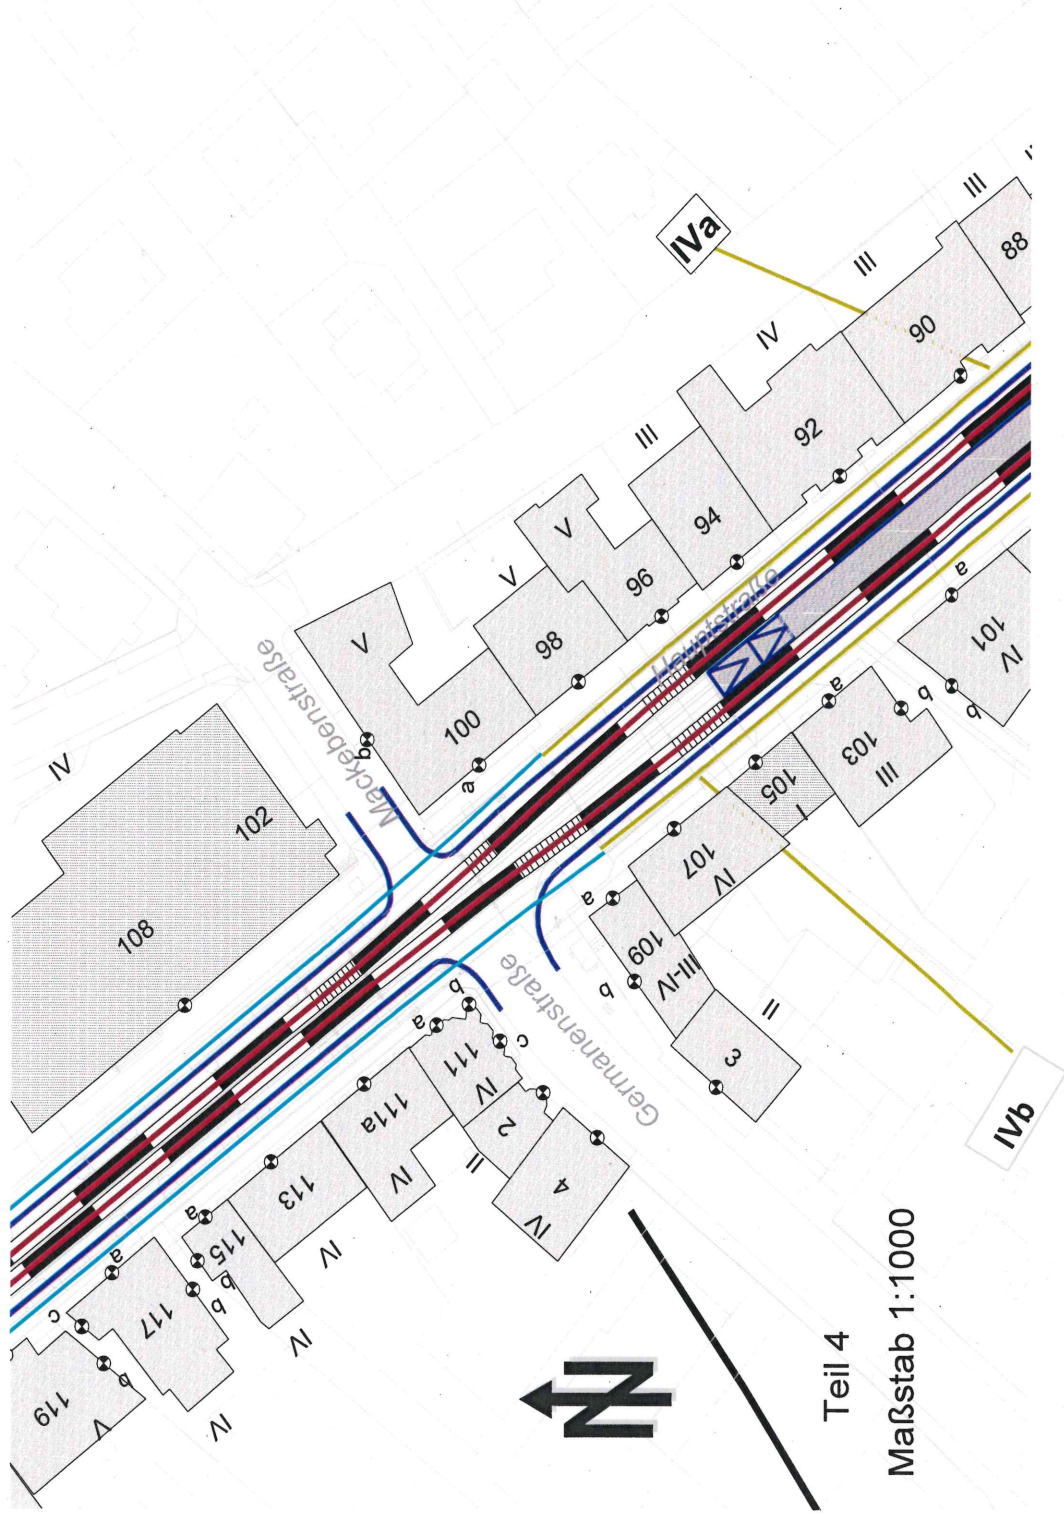 IVa
III
III
88
90
IV
92
III
94
V
96
V
98
Hauptstraße
V
100
b
a
Mackebenstraße
IV
102
108
a
101
IV
b
b
a
103
III
105
I
107
IV
a
109
III-IV
b
3
II
Germanenstraße
IVb
a
b
c
111
IV
2
III
4
IV
111a
IV
113
IV
a
115
b
IV
a
117
b
c
IV
119
b
V
N
Teil 4
Maßstab 1:1000